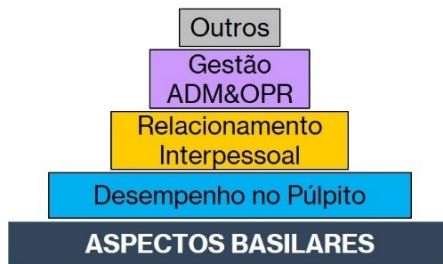 Outros
Gestão
ADM&OPR
Relacionamento
Interpessoal
Desempenho no Púlpito
ASPECTOS BASILARES